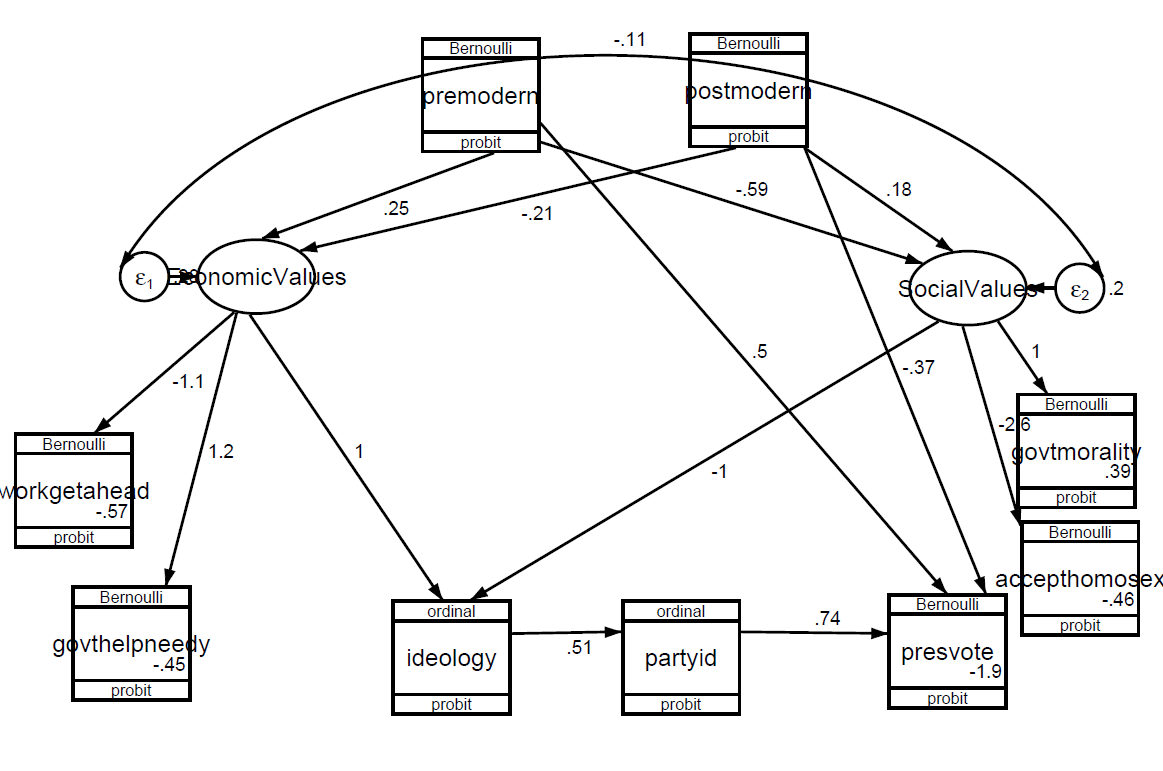 -.11
Bernoulli
premodern
probit
Bernoulli
postmodern
probit
.25
-.21
-.59
.18
ε1
EconomicValues
SocialValues
ε2
.2
-1.1
1.2
1
.5
-.37
-1
1
-2.6
Bernoulli
workgetahead
-.57
probit
Bernoulli
govtmorality
.39
probit
Bernoulli
accepthomosex
-.46
probit
Bernoulli
govthelpneedy
-.45
probit
ordinal
ideology
probit
.51
ordinal
partyid
probit
.74
Bernoulli
presvote
-1.9
probit